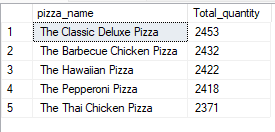 pizza_name Total_quantity
1 The Classic Deluxe Pizza 2453
2 The Barbecue Chicken Pizza 2432
3 The Hawaiian Pizza 2422
4 The Pepperoni Pizza 2418
5 The Thai Chicken Pizza 2371